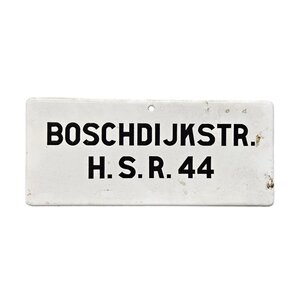 BOSCHDIJKSTR.
H. S. R. 44